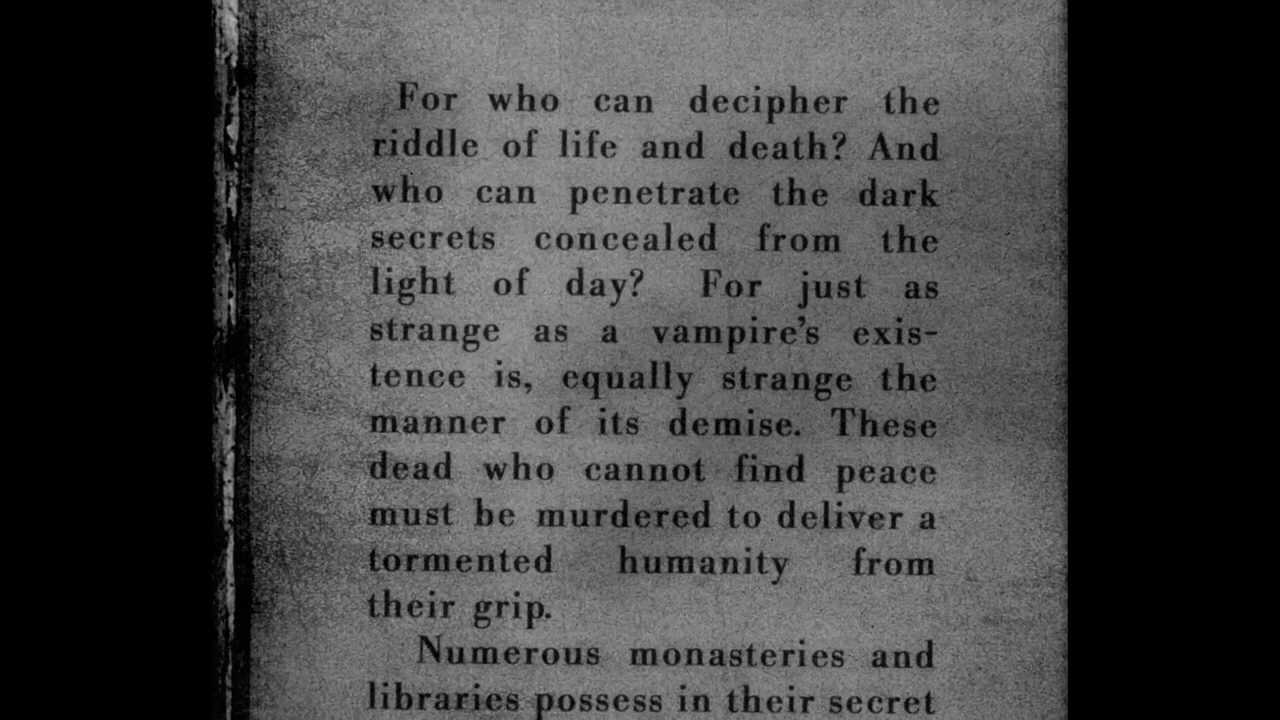 For who can decipher the
riddle of life and death? And
who can penetrate the dark
secrets concealed from the
light of day? For just as
strange as a vampire's exis-
tence is, equally strange the
manner of its demise. These
dead who cannot find peace
must be murdered to deliver a
tormented humanity from
their grip.
Numerous monasteries and
libraries possess in their secret